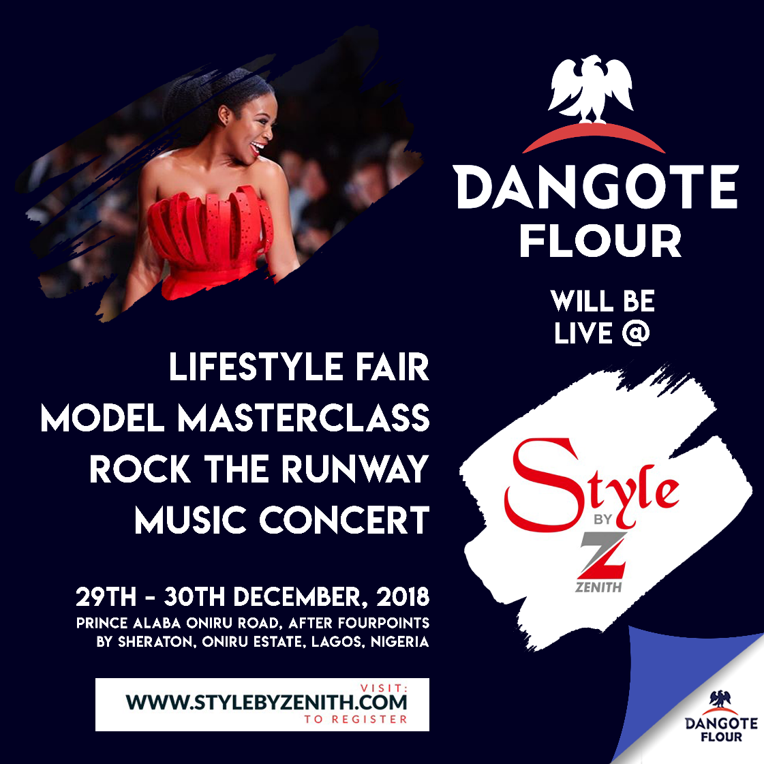 DANGOTE
FLOUR
WILL BE
LIVE @
LIFESTYLE FAIR
MODEL MASTERCLASS
ROCK THE RUNWAY
MUSIC CONCERT
Style
BY
Z
ZENITH
29TH - 30TH DECEMBER, 2018
PRINCE ALABA ONIRU ROAD, AFTER FOURPOINTS
BY SHERATON, ONIRU ESTATE, LAGOS, NIGERIA
VISIT:
WWW.STYLEBYZENITH.COM
TO REGISTER
DANGOTE
FLOUR